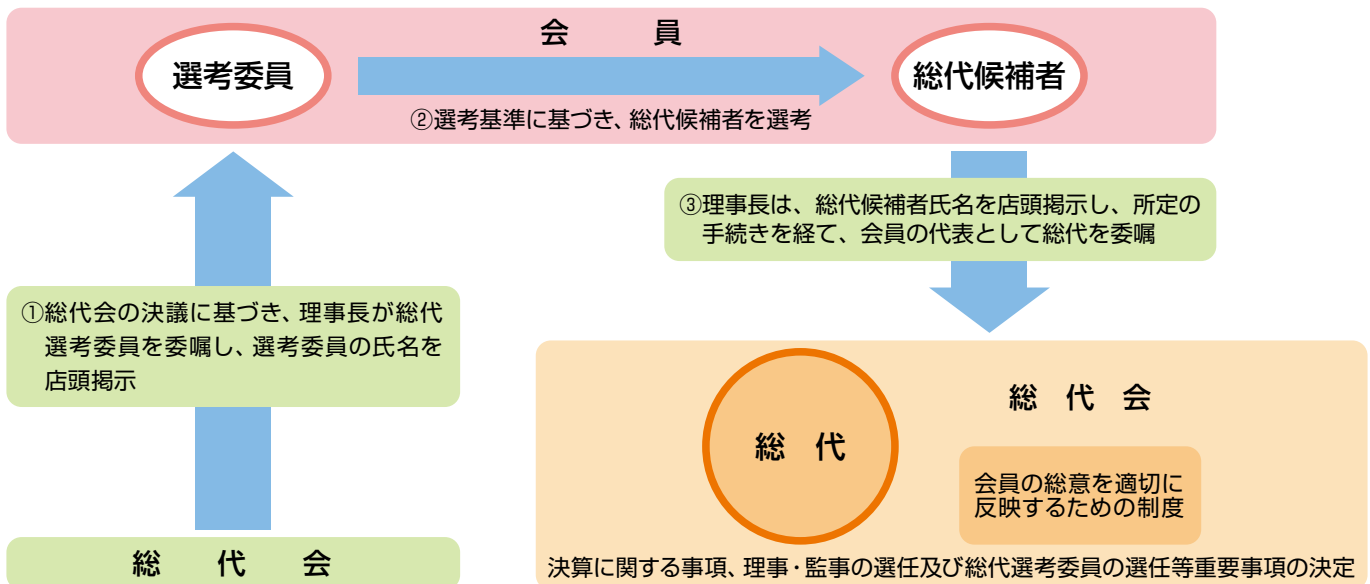 会員
選考委員
総代候補者
②選考基準に基づき、総代候補者を選考
③理事長は、総代候補者氏名を店頭掲示し、所定の
手続きを経て、会員の代表として総代を委嘱
①総代会の決議に基づき、理事長が総代
選考委員を委嘱し、選考委員の氏名を
店頭掲示
総代会
総代
総代会
会員の総意を適切に
反映するための制度
決算に関する事項、理事・監事の選任及び総代選考委員の選任等重要事項の決定